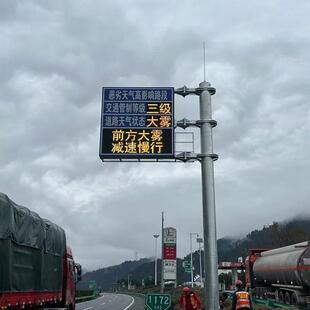 恶劣天气高影响路段
交通管制等级 三级
道路天气状态 大雾
前方大雾
减速慢行
1172